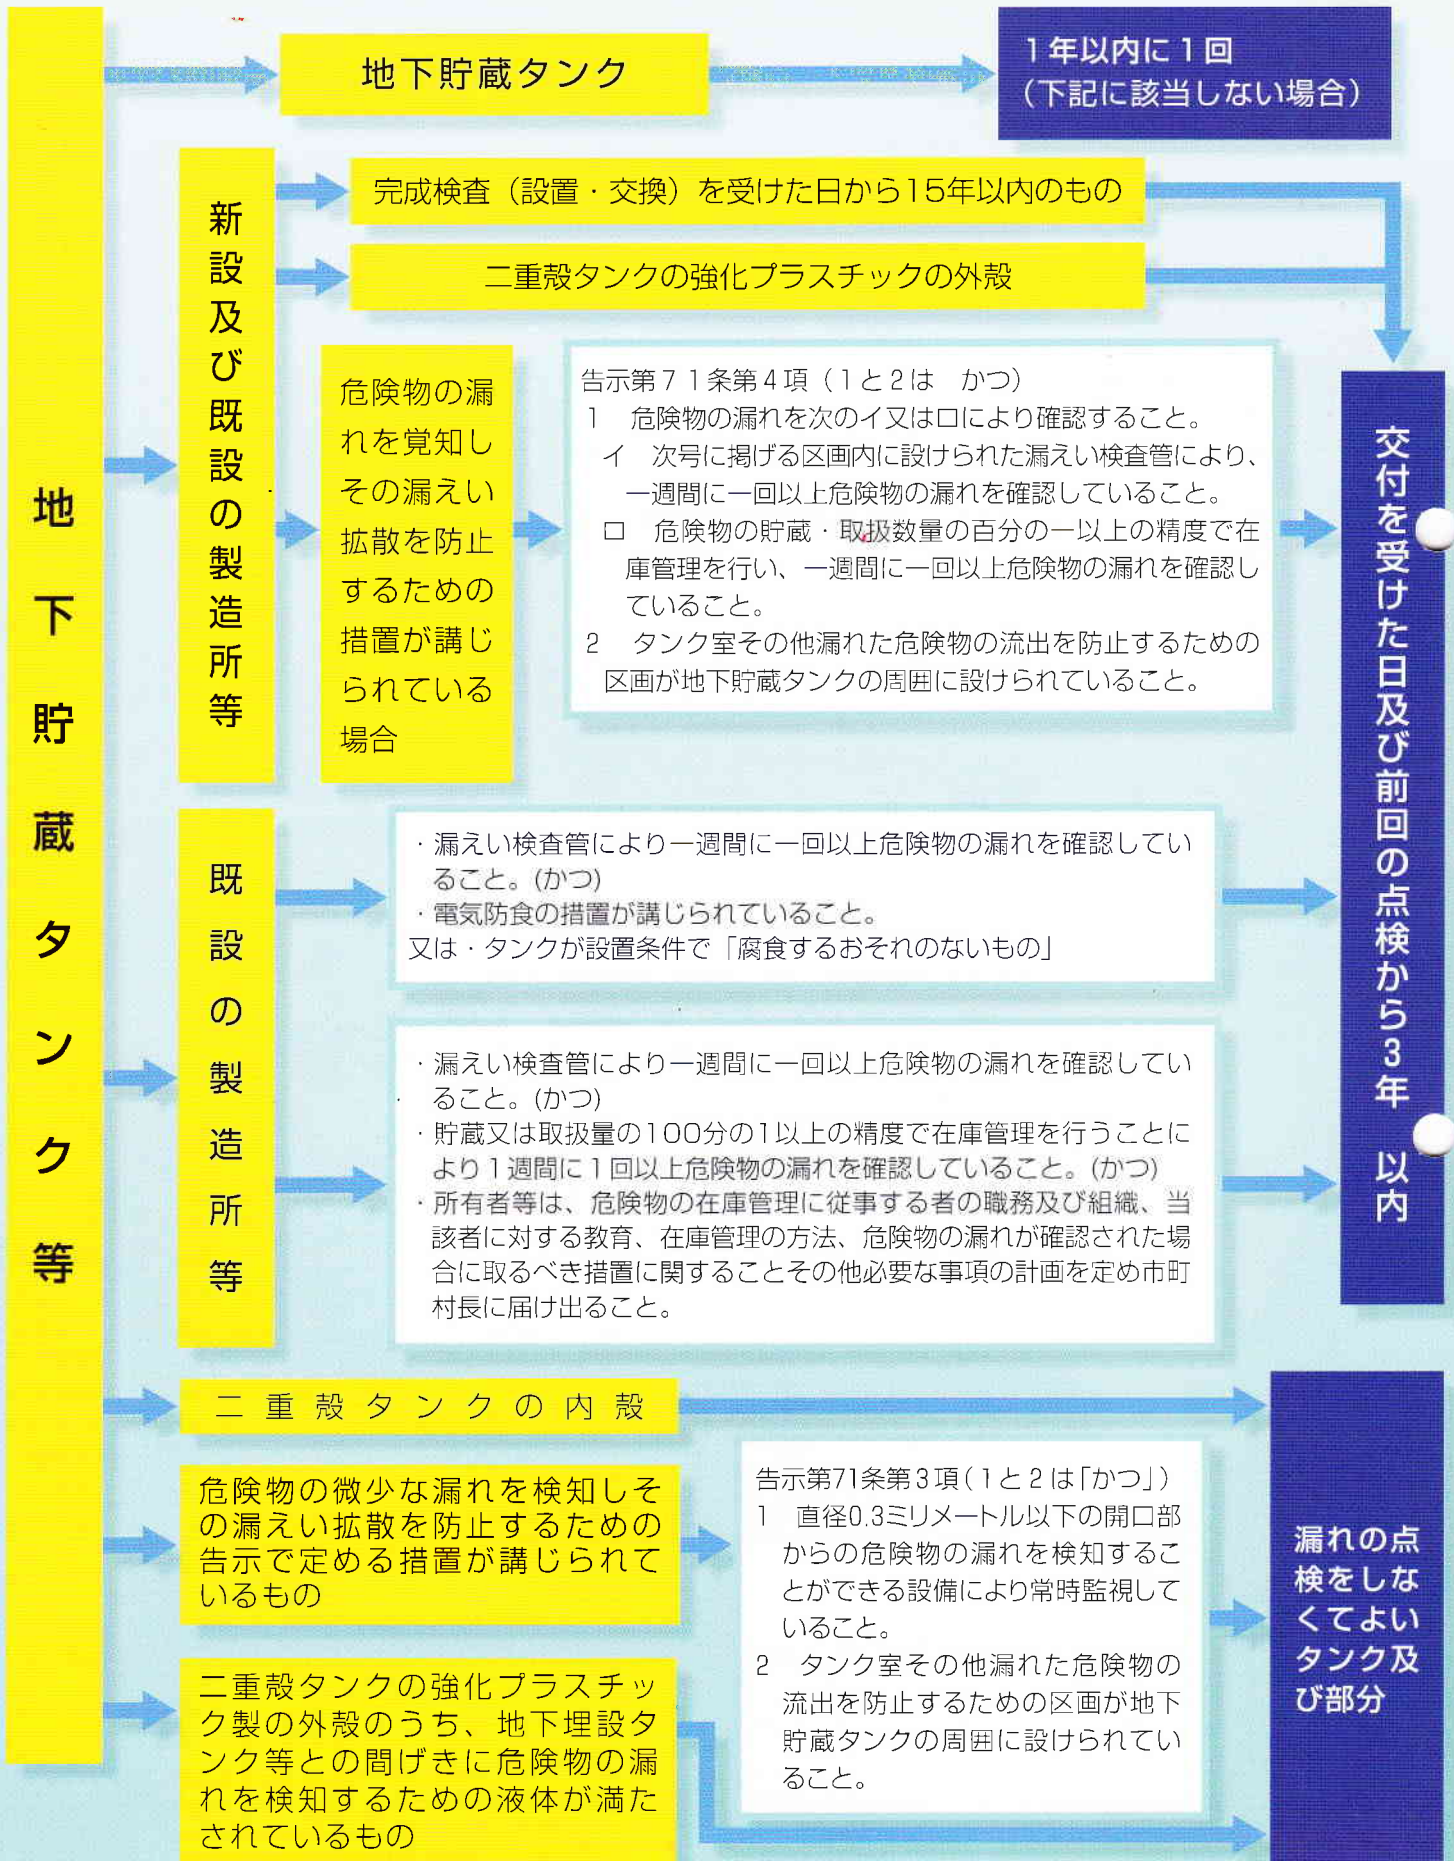 地下貯蔵タンク等
地下貯蔵タンク
1年以内に1回
（下記に該当しない場合）
新設及び既設の製造所等
完成検査（設置・交換）を受けた日から15年以内のもの
二重殻タンクの強化プラスチックの外殻
危険物の漏
れを覚知し
その漏えい
拡散を防止
するための
措置が講じ
られている
場合
告示第71条第4項（1と2は　かつ）
1　危険物の漏れを次のイ又はロにより確認すること。
イ　次号に掲げる区画内に設けられた漏えい検査管により、
一週間に一回以上危険物の漏れを確認していること。
ロ　危険物の貯蔵・取扱数量の百分の一以上の精度で在
庫管理を行い、一週間に一回以上危険物の漏れを確認し
ていること。
2　タンク室その他漏れた危険物の流出を防止するための
区画が地下貯蔵タンクの周囲に設けられていること。
交付を受けた日及び前回の点検から3年　以内
既設の製造所等
・漏えい検査管により一週間に一回以上危険物の漏れを確認してい
ること。(かつ)
・電気防食の措置が講じられていること。
又は・タンクが設置条件で「腐食するおそれのないもの」
・漏えい検査管により一週間に一回以上危険物の漏れを確認してい
ること。(かつ)
・貯蔵又は取扱量の100分の1以上の精度で在庫管理を行うことに
より1週間に1回以上危険物の漏れを確認していること。(かつ)
・所有者等は、危険物の在庫管理に従事する者の職務及び組織、当
該者に対する教育、在庫管理の方法、危険物の漏れが確認された場
合に取るべき措置に関することその他必要な事項の計画を定め市町
村長に届け出ること。
二重殻タンクの内殻
危険物の微少な漏れを検知しそ
の漏えい拡散を防止するための
告示で定める措置が講じられて
いるもの
告示第71条第3項(1と2は「かつ」)
1　直径0.3ミリメートル以下の開口部
からの危険物の漏れを検知するこ
とができる設備により常時監視して
いること。
2　タンク室その他漏れた危険物の
流出を防止するための区画が地下
貯蔵タンクの周囲に設けられてい
ること。
二重殻タンクの強化プラスチッ
ク製の外殻のうち、地下埋設タ
ンク等との間げきに危険物の漏
れを検知するための液体が満た
されているもの
漏れの点
検をしな
くてよい
タンク及
び部分